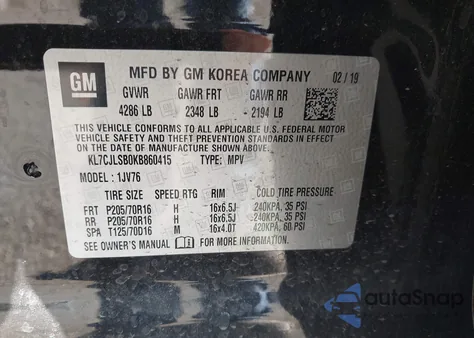 GM
MFD BY GM KOREA COMPANY 02/19
GVWR GAWR FRT GAWR RR
4286 LB 2348 LB 2194 LB
THIS VEHICLE CONFORMS TO ALL APPLICABLE U.S. FEDERAL MOTOR
VEHICLE SAFETY AND THEFT PREVENTION STANDARDS IN EFFECT
ON THE DATE OF MANUFACTURE SHOWN ABOVE.
KL7CJLSB0KB860415 TYPE: MPV
MODEL: 1JV76
TIRE SIZE SPEED RTG RIM COLD TIRE PRESSURE
FRT P205/70R16 H 16x6.5J 240KPA, 35 PSI
RR P205/70R16 H 16x6.5J 240KPA, 35 PSI
SPA T125/70D16 M 16x4.0T 420KPA, 60 PSI
SEE OWNER'S MANUAL FOR MORE INFORMATION.
autoSnap